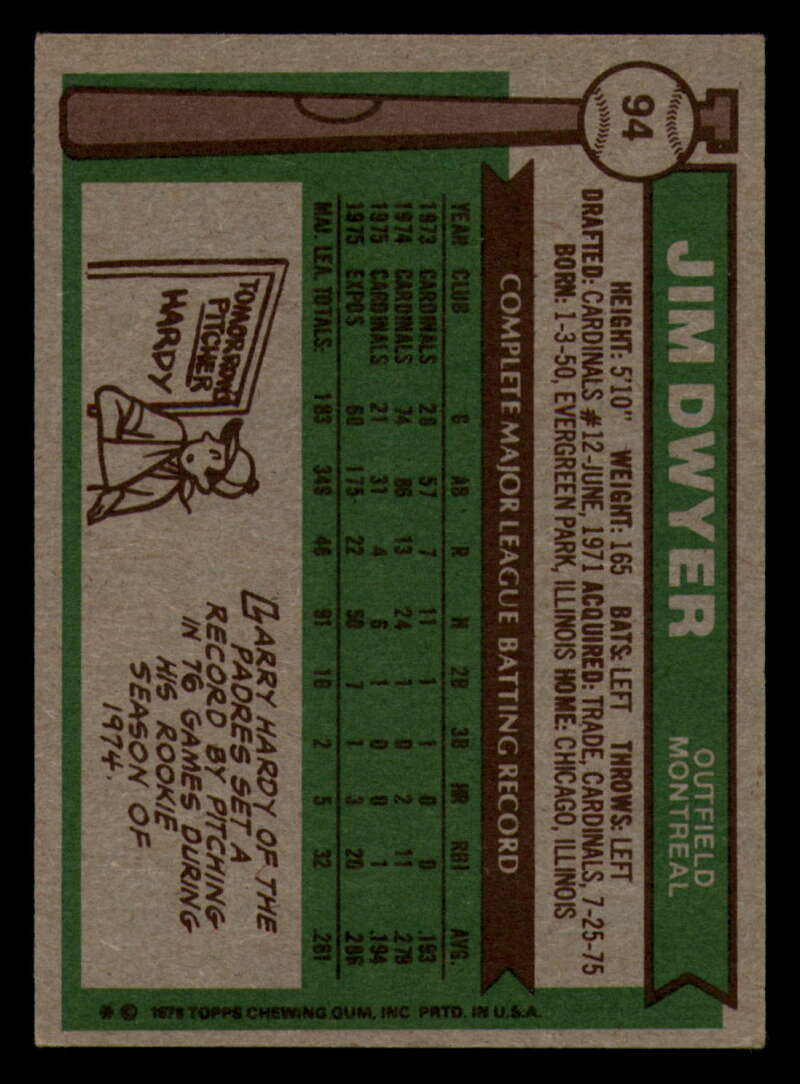 94
JIM DWYER
OUTFIELD
MONTREAL
HEIGHT: 5'10" WEIGHT: 165 BATS: LEFT THROWS: LEFT
DRAFTED: CARDINALS #12-JUNE, 1971 ACQUIRED: TRADE, CARDINALS, 7-25-75
BORN: 1-3-50, EVERGREEN PARK, ILLINOIS HOME: CHICAGO, ILLINOIS
COMPLETE MAJOR LEAGUE BATTING RECORD
YEAR CLUB G AB R H 2B 3B HR RBI AVG.
1973 CARDINALS 28 57 7 11 1 1 0 0 .193
1974 CARDINALS 74 86 13 24 1 0 2 11 .279
1975 CARDINALS 21 31 4 6 1 0 0 1 .194
1975 EXPOS 60 175 22 50 7 1 3 20 .286
MAJ. LEA. TOTALS: 183 349 46 91 10 2 5 32 .261
TOMORROW'S
PITCHER
HARDY
LARRY HARDY OF THE
PADRES SET A
RECORD BY PITCHING
IN 76 GAMES DURING
HIS ROOKIE
SEASON OF
1974.
* © 1976 TOPPS CHEWING GUM, INC PRTD. IN U.S.A.